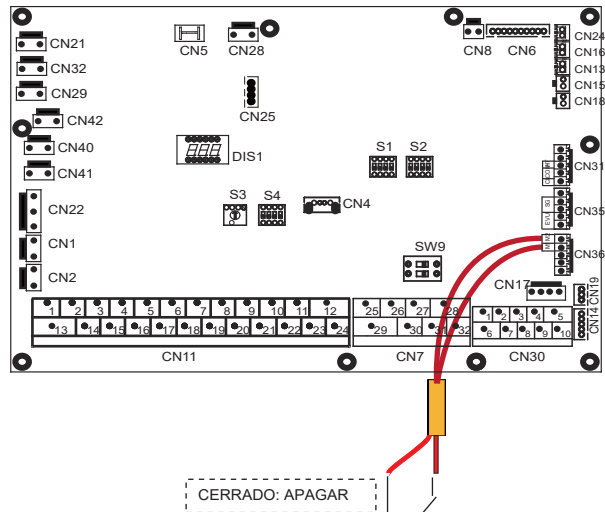 CN21
CN5
CN28
CN8 CN6
CN24
CN16
CN13
CN15
CN18
CN32
CN29
CN42
CN25
CN40
CN41
DIS1
S1 S2
CN31
CN22
S3 S4
CN4
EVU SG
CN35
CN1
SW9
M1 M2
CN36
CN2
CN17
CN19
CN14
1 2 3 4 5 6 7 8 9 10 11 12
13 14 15 16 17 18 19 20 21 22 23 24
25 26 27 28
29 30 31 32
1 2 3 4 5
6 7 8 9 10
CN11 CN7 CN30
CERRADO: APAGAR